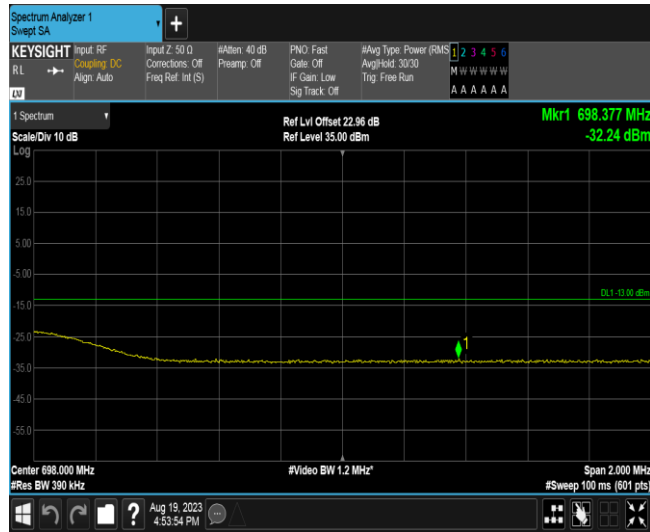 Spectrum Analyzer 1
Swept SA
+
KEYSIGHT
RL
LXI
Input: RF
Coupling: DC
Align: Auto
Input Z: 50 Ω
Corrections: Off
Freq Ref: Int (S)
#Atten: 40 dB
Preamp: Off
PNO: Fast
Gate: Off
IF Gain: Low
Sig Track: Off
#Avg Type: Power (RMS
Avg|Hold: 30/30
Trig: Free Run
1 2 3 4 5 6
M W W W W W
A A A A A A
1 Spectrum
Scale/Div 10 dB
Log
Ref Lvl Offset 22.96 dB
Ref Level 35.00 dBm
Mkr1 698.377 MHz
-32.24 dBm
25.0
15.0
5.00
-5.00
DL1 -13.00 dBm
-15.0
-25.0
1
-35.0
-45.0
-55.0
Center 698.000 MHz
#Res BW 390 kHz
#Video BW 1.2 MHz*
Span 2.000 MHz
#Sweep 100 ms (601 pts)
?
Aug 19, 2023
4:53:54 PM